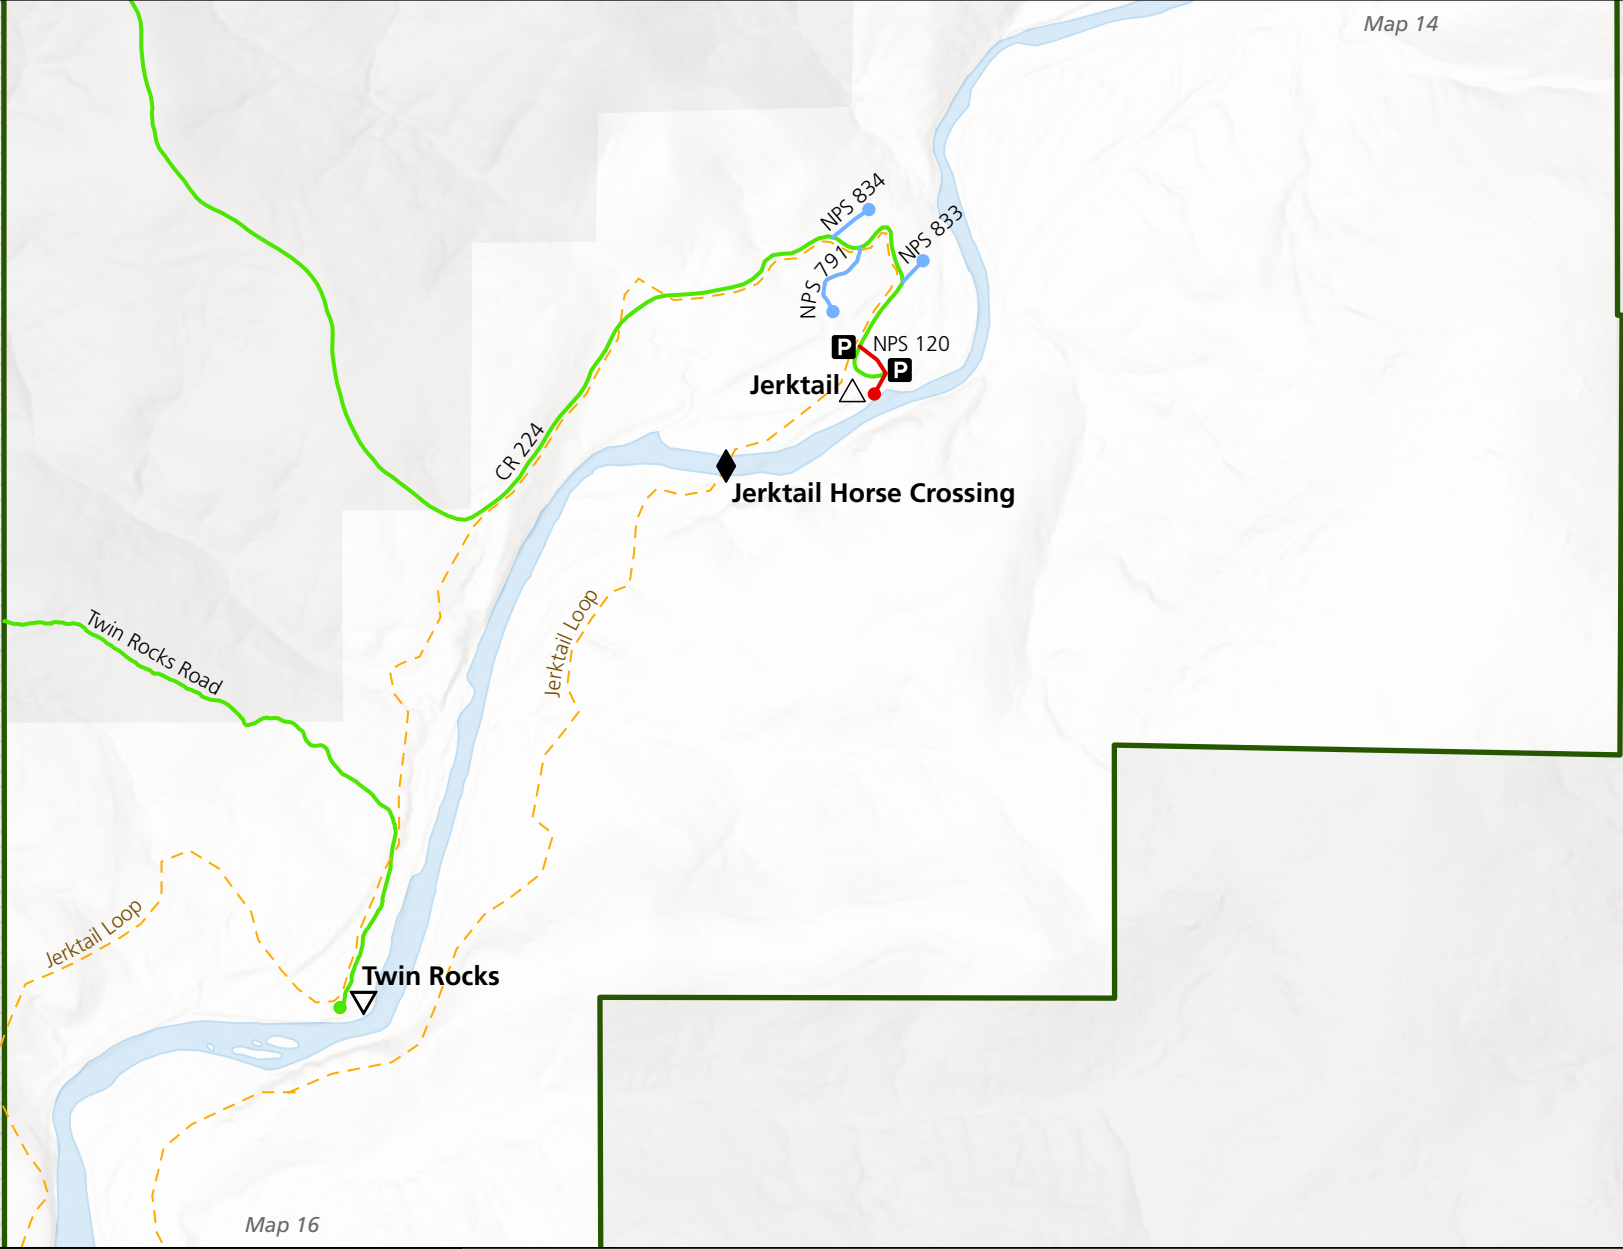 Map 14
NPS 834
NPS 833
NPS 791
P
NPS 120
P
Jerktail
CR 224
Jerktail Horse Crossing
Jerktail Loop
Twin Rocks Road
Jerktail Loop
Twin Rocks
Map 16